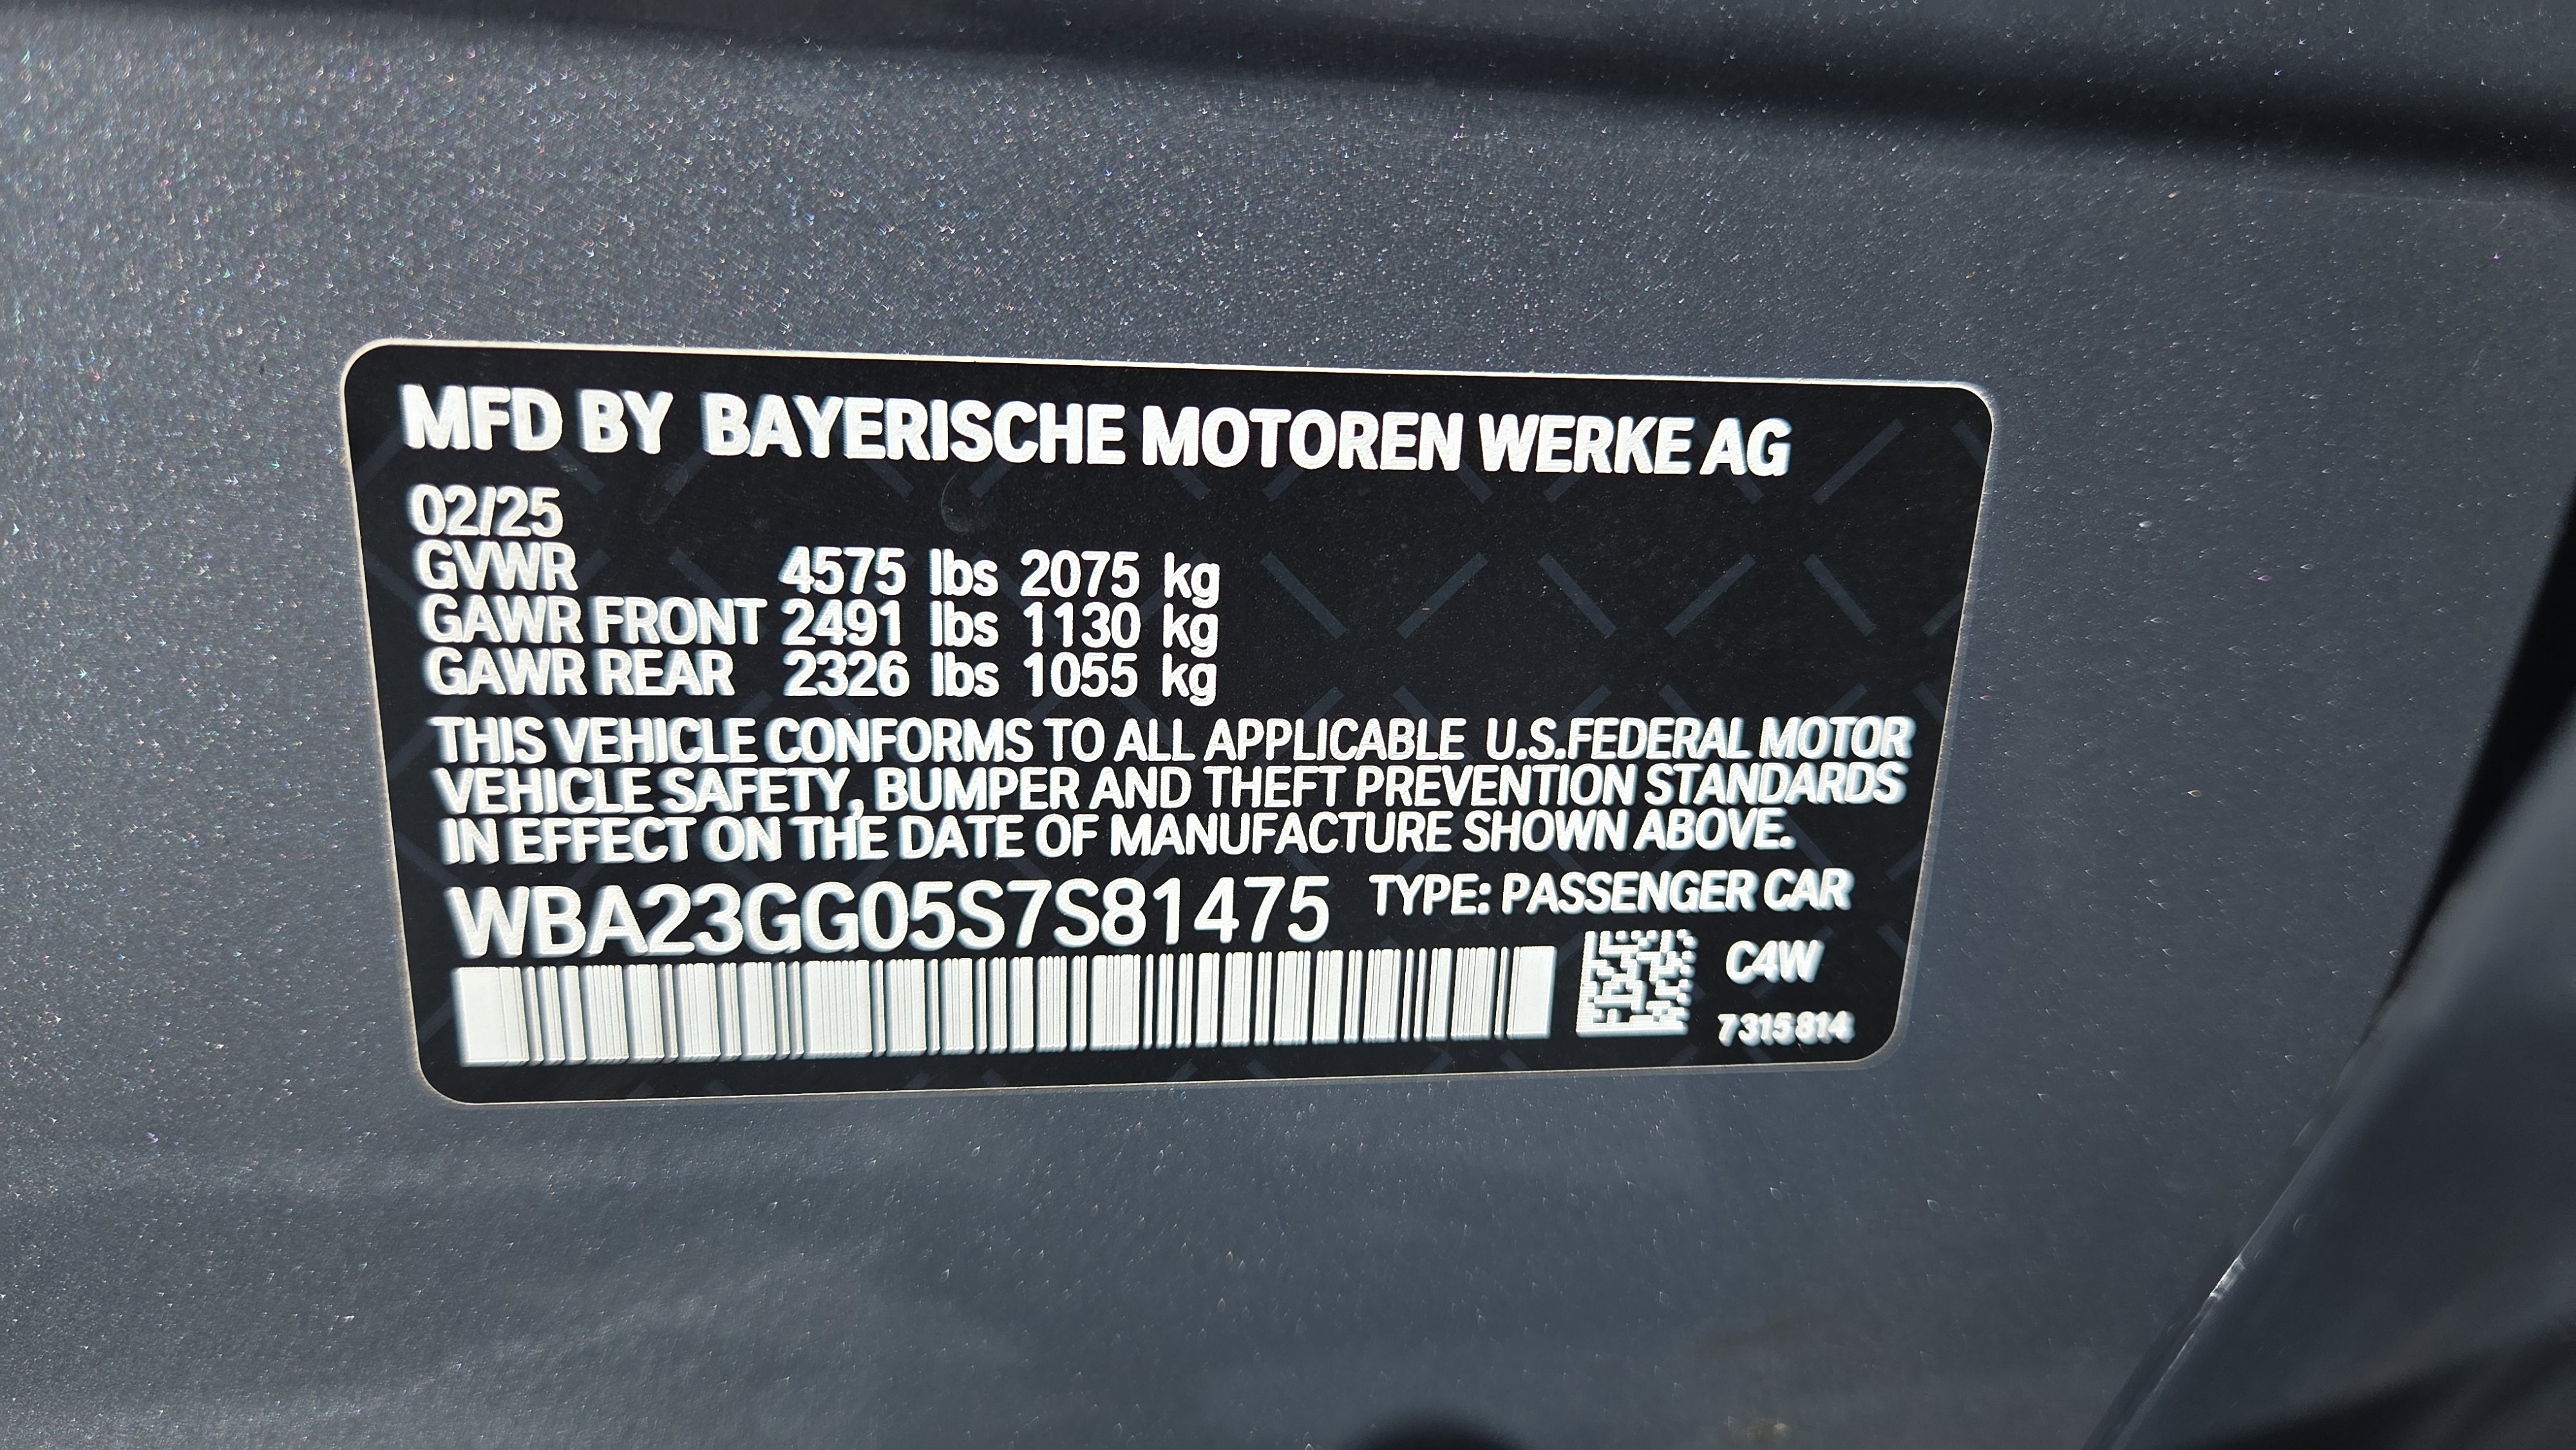 MFD BY BAYERISCHE MOTOREN WERKE AG
02/25
GVWR 4575 lbs 2075 kg
GAWR FRONT 2491 lbs 1130 kg
GAWR REAR 2326 lbs 1055 kg
THIS VEHICLE CONFORMS TO ALL APPLICABLE U.S.FEDERAL MOTOR
VEHICLE SAFETY, BUMPER AND THEFT PREVENTION STANDARDS
IN EFFECT ON THE DATE OF MANUFACTURE SHOWN ABOVE.
WBA23GG05S7S81475 TYPE: PASSENGER CAR
C4W
7315814